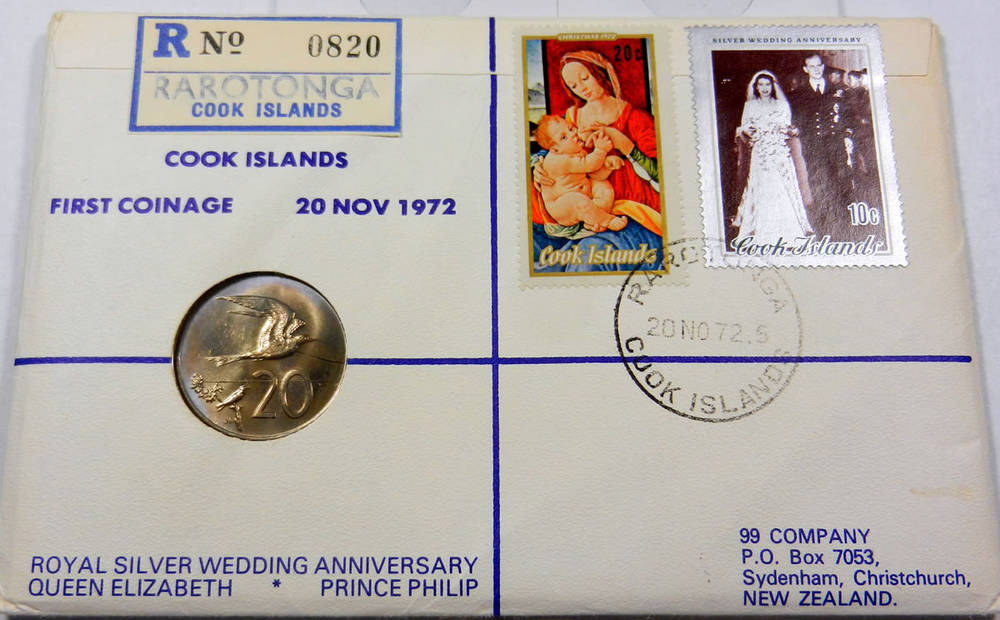 R Nº 0820
RAROTONGA
COOK ISLANDS
COOK ISLANDS
FIRST COINAGE 20 NOV 1972
CHRISTMAS 1972
20c
Cook Islands
SILVER WEDDING ANNIVERSARY
10c
Cook Islands
RAROTONGA
20 NO 72.5
COOK ISLANDS
20
ROYAL SILVER WEDDING ANNIVERSARY
QUEEN ELIZABETH * PRINCE PHILIP
99 COMPANY
P.O. Box 7053,
Sydenham, Christchurch,
NEW ZEALAND.